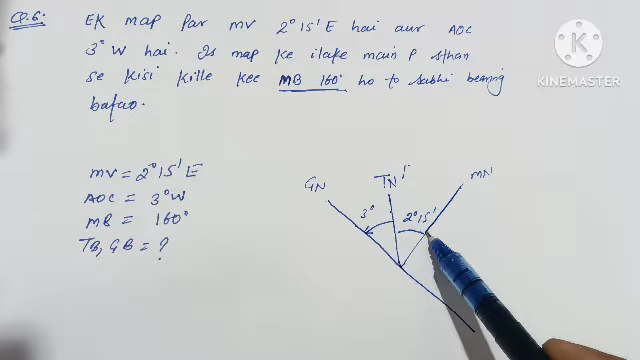 CQ.6: EK map par mv 2°15' E hai aur AOC
3°W hai. Is map ke ilake main P sthan
se kisi kille kee MB 160° ho to sabhi bearing
batao.
KINEMASTER
MV = 2°15' E
AOC = 3°W
MB = 160°
TB, GB = ?
GN
TN
MN
3°
2°15'